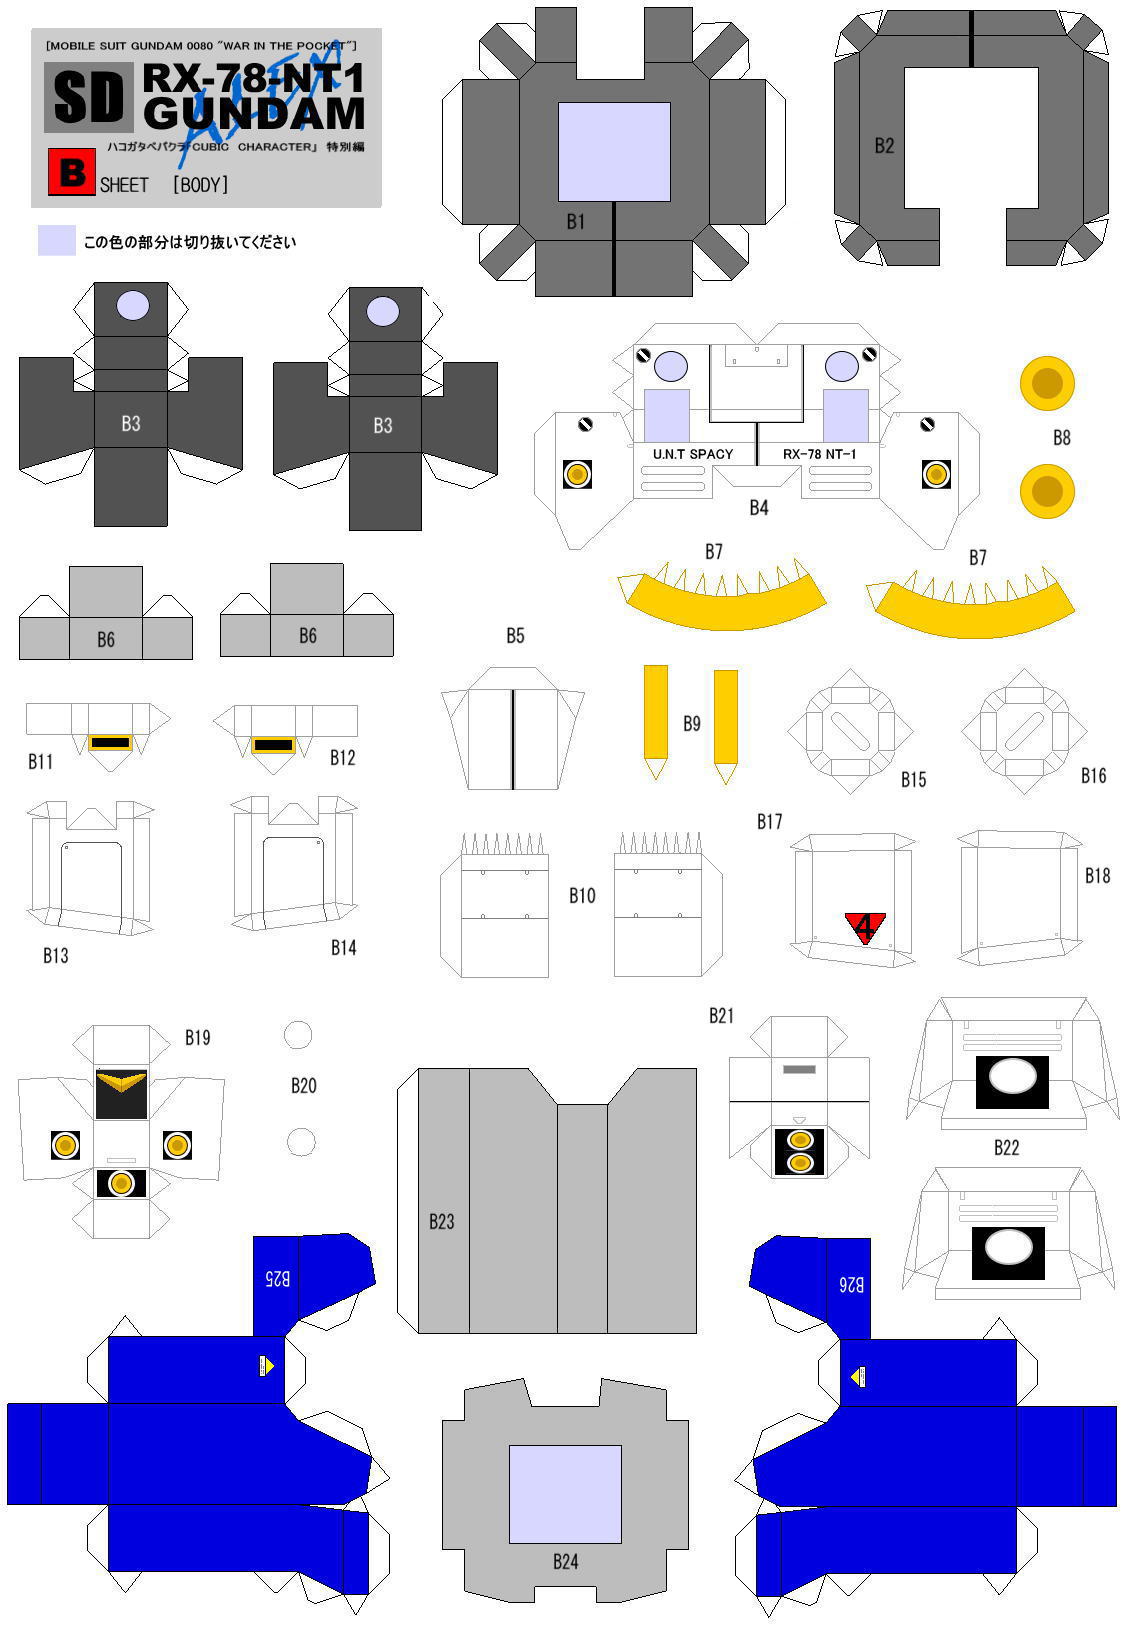 [MOBILE SUIT GUNDAM 0080 "WAR IN THE POCKET"]
SD
RX-78-NT1
GUNDAM
ALEX
ハコガタペパクラ「CUBIC CHARACTER」 特別編
B SHEET [BODY]
この色の部分は切り抜いてください
B1
B2
B3
B3
U.N.T SPACY
RX-78 NT-1
B4
B8
B7
B7
B6
B6
B5
B9
B11
B12
B15
B16
B17
B10
B18
4
B13
B14
B19
B20
B21
B22
B23
B25
B26
B24